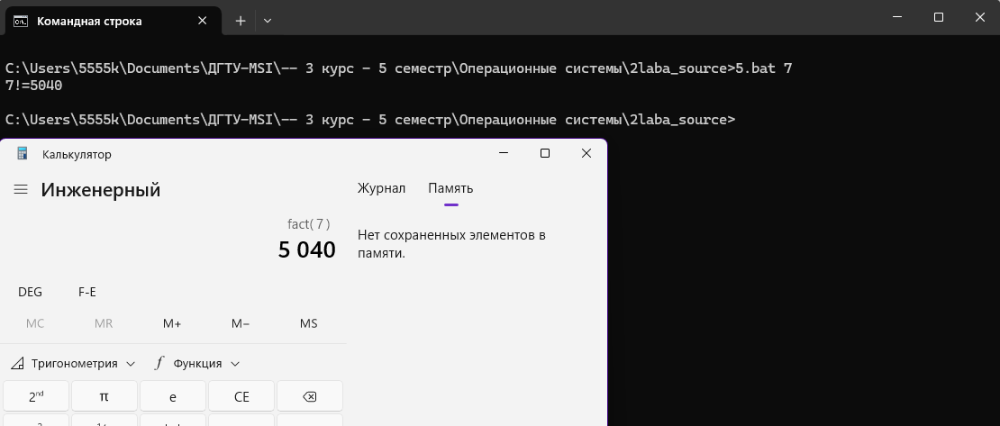 Командная строка
C:\Users\5555k\Documents\ДГТУ-MSI\-- 3 курс - 5 семестр\Операционные системы\2laba_source>5.bat 7
7!=5040
C:\Users\5555k\Documents\ДГТУ-MSI\-- 3 курс - 5 семестр\Операционные системы\2laba_source>
Калькулятор
Инженерный
Журнал Память
fact( 7 )
5 040
Нет сохраненных элементов в
памяти.
DEG F-E
MC MR M+ M− MS
Тригонометрия f Функция
2nd π e CE